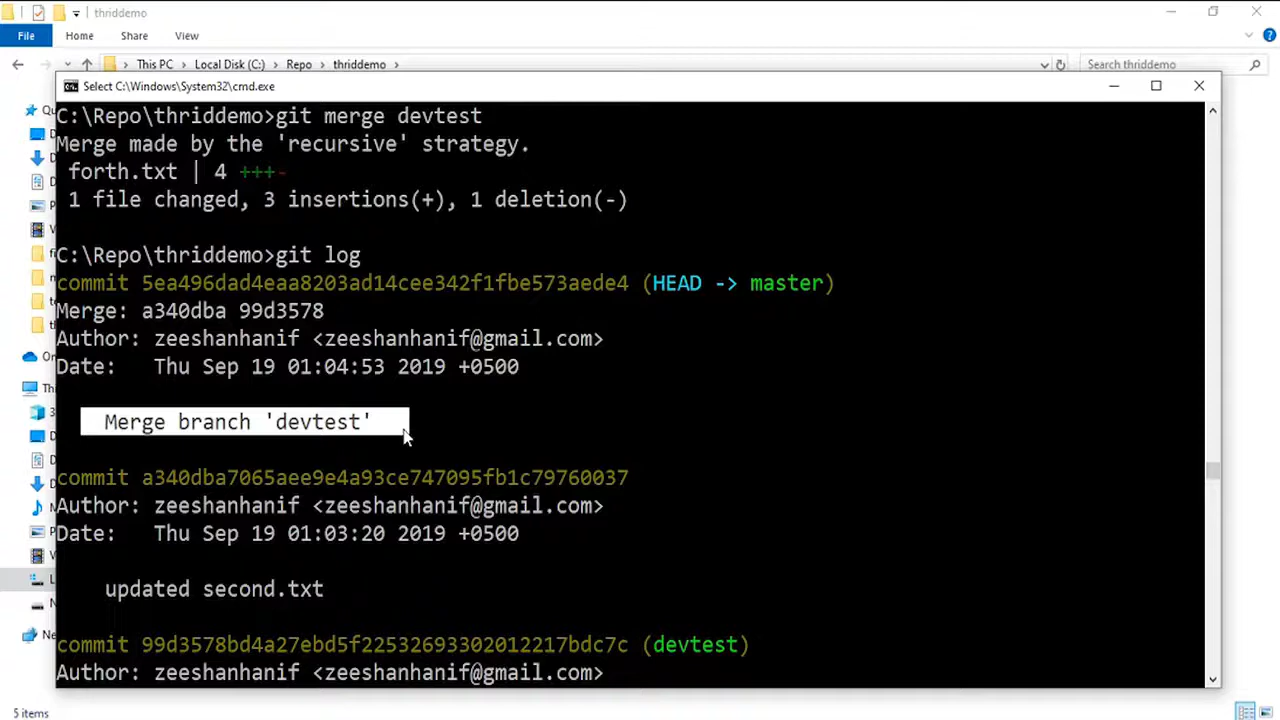 thriddemo
File Home Share View
This PC Local Disk (C:) Repo thriddemo Search thriddemo
Select C:\Windows\System32\cmd.exe
C:\Repo\thriddemo>git merge devtest
Merge made by the 'recursive' strategy.
forth.txt | 4 +++-
1 file changed, 3 insertions(+), 1 deletion(-)
C:\Repo\thriddemo>git log
commit 5ea496dad4eaa8203ad14cee342f1fbe573aede4 (HEAD -> master)
Merge: a340dba 99d3578
Author: zeeshanhanif <zeeshanhanif@gmail.com>
Date: Thu Sep 19 01:04:53 2019 +0500
Merge branch 'devtest'
commit a340dba7065aee9e4a93ce747095fb1c79760037
Author: zeeshanhanif <zeeshanhanif@gmail.com>
Date: Thu Sep 19 01:03:20 2019 +0500
updated second.txt
commit 99d3578bd4a27ebd5f22532693302012217bdc7c (devtest)
Author: zeeshanhanif <zeeshanhanif@gmail.com>
5 items